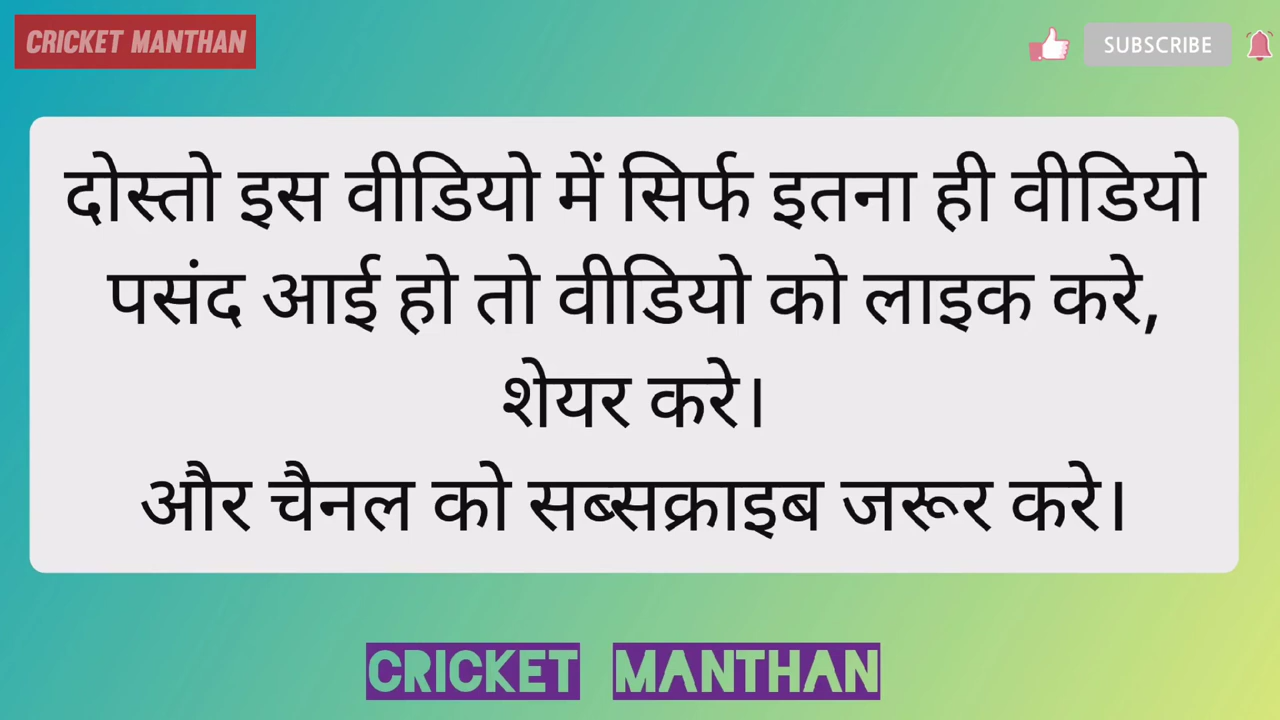 CRICKET MANTHAN
SUBSCRIBE
दोस्तो इस वीडियो में सिर्फ इतना ही वीडियो
पसंद आई हो तो वीडियो को लाइक करे,
शेयर करे।
और चैनल को सब्सक्राइब जरूर करे।
CRICKET MANTHAN